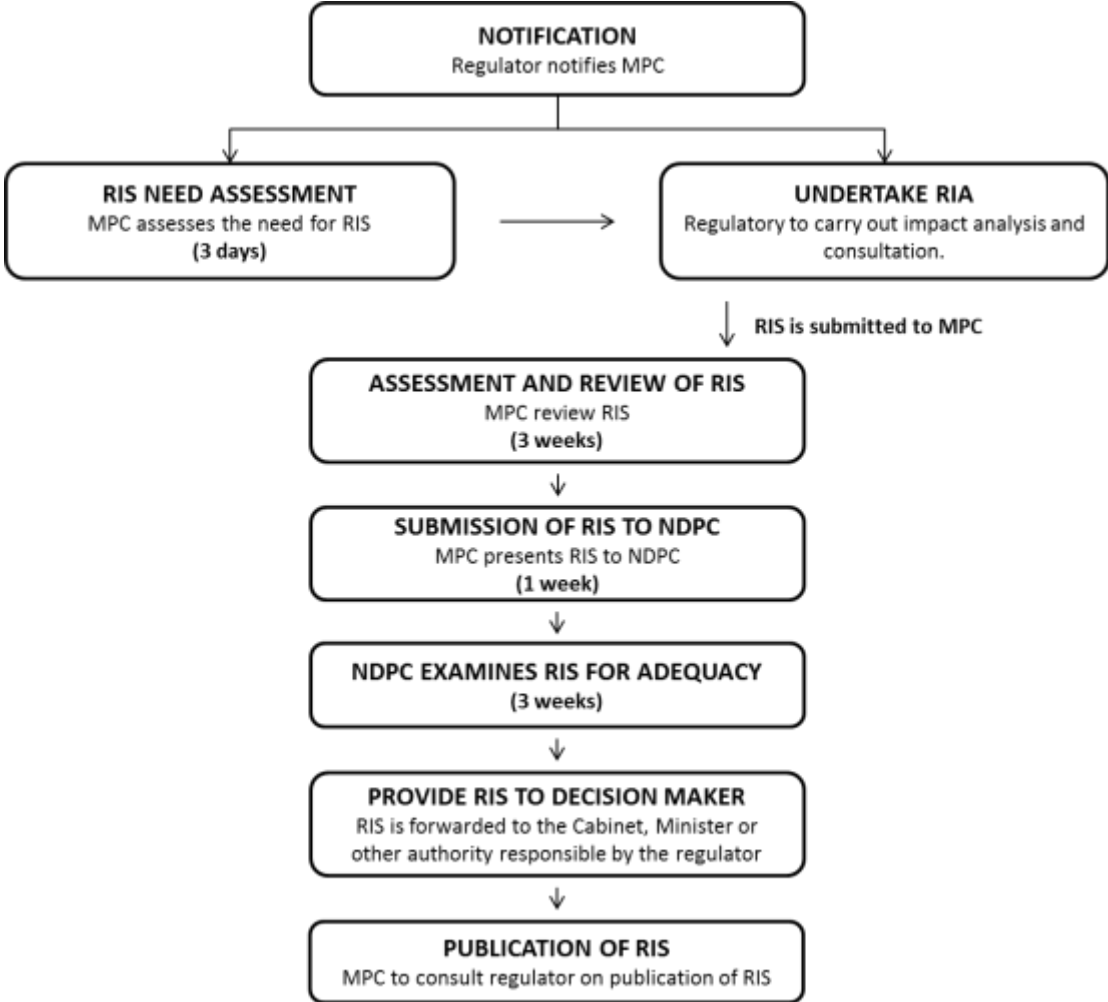 NOTIFICATION
Regulator notifies MPC
RIS NEED ASSESSMENT
MPC assesses the need for RIS
(3 days)
UNDERTAKE RIA
Regulatory to carry out impact analysis and
consultation.
RIS is submitted to MPC
ASSESSMENT AND REVIEW OF RIS
MPC review RIS
(3 weeks)
SUBMISSION OF RIS TO NDPC
MPC presents RIS to NDPC
(1 week)
NDPC EXAMINES RIS FOR ADEQUACY
(3 weeks)
PROVIDE RIS TO DECISION MAKER
RIS is forwarded to the Cabinet, Minister or
other authority responsible by the regulator
PUBLICATION OF RIS
MPC to consult regulator on publication of RIS